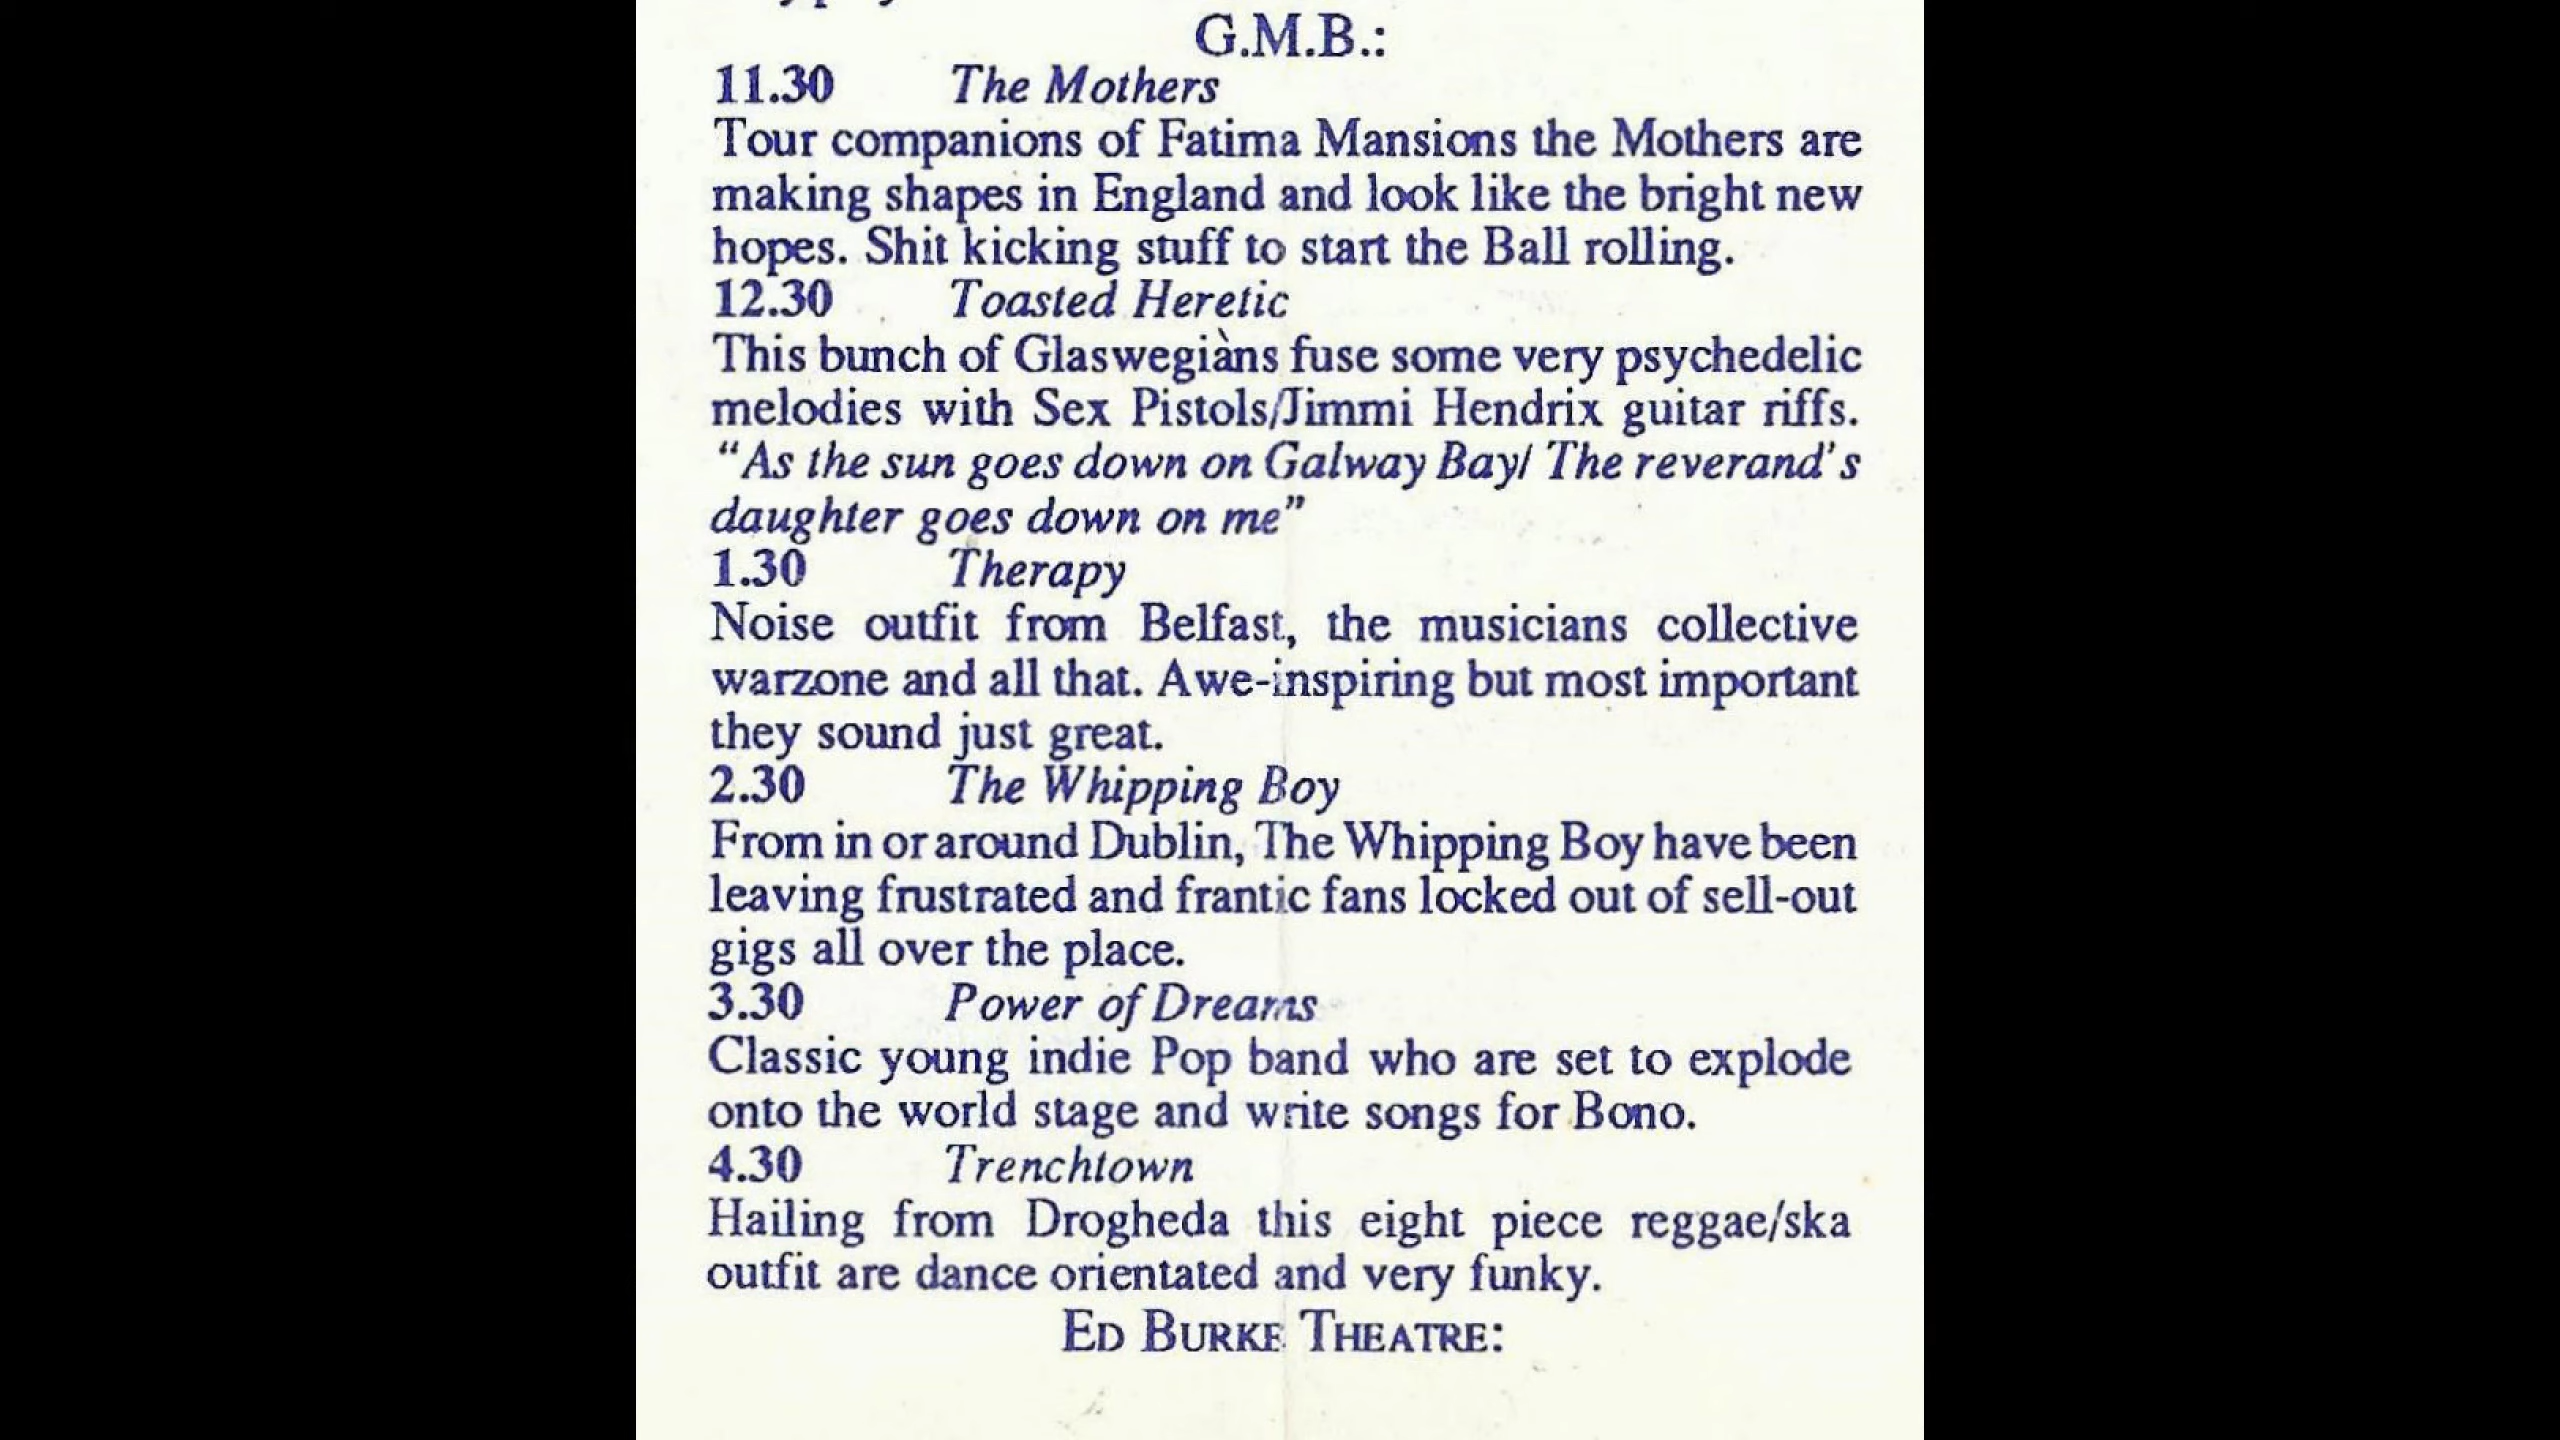 G.M.B.:
11.30 The Mothers
Tour companions of Fatima Mansions the Mothers are
making shapes in England and look like the bright new
hopes. Shit kicking stuff to start the Ball rolling.
12.30 Toasted Heretic
This bunch of Glaswegians fuse some very psychedelic
melodies with Sex Pistols/Jimmi Hendrix guitar riffs.
"As the sun goes down on Galway Bay/ The reverand's
daughter goes down on me"
1.30 Therapy
Noise outfit from Belfast, the musicians collective
warzone and all that. Awe-inspiring but most important
they sound just great.
2.30 The Whipping Boy
From in or around Dublin, The Whipping Boy have been
leaving frustrated and frantic fans locked out of sell-out
gigs all over the place.
3.30 Power of Dreams
Classic young indie Pop band who are set to explode
onto the world stage and write songs for Bono.
4.30 Trenchtown
Hailing from Drogheda this eight piece reggae/ska
outfit are dance orientated and very funky.
ED BURKE THEATRE: